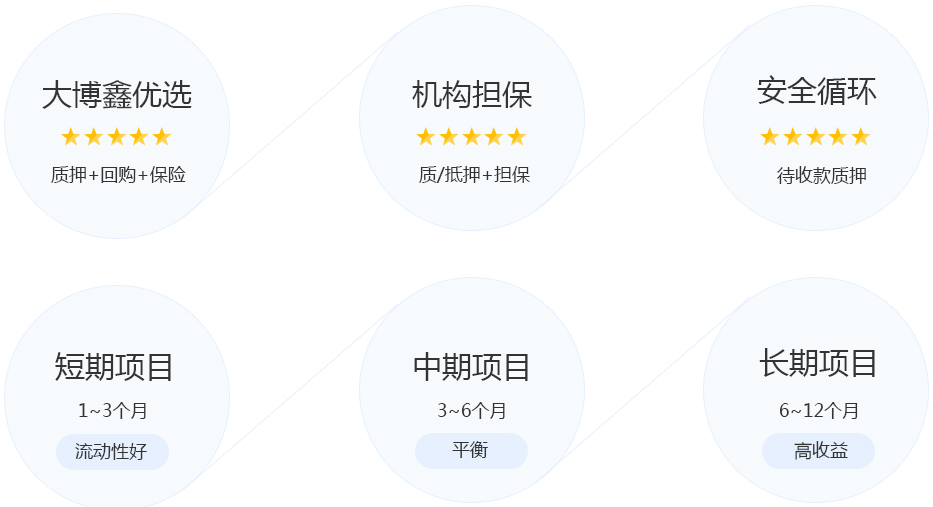 大博鑫优选
质押+回购+保险
机构担保
质/抵押+担保
安全循环
待收款质押
短期项目
1~3个月
流动性好
中期项目
3~6个月
平衡
长期项目
6~12个月
高收益